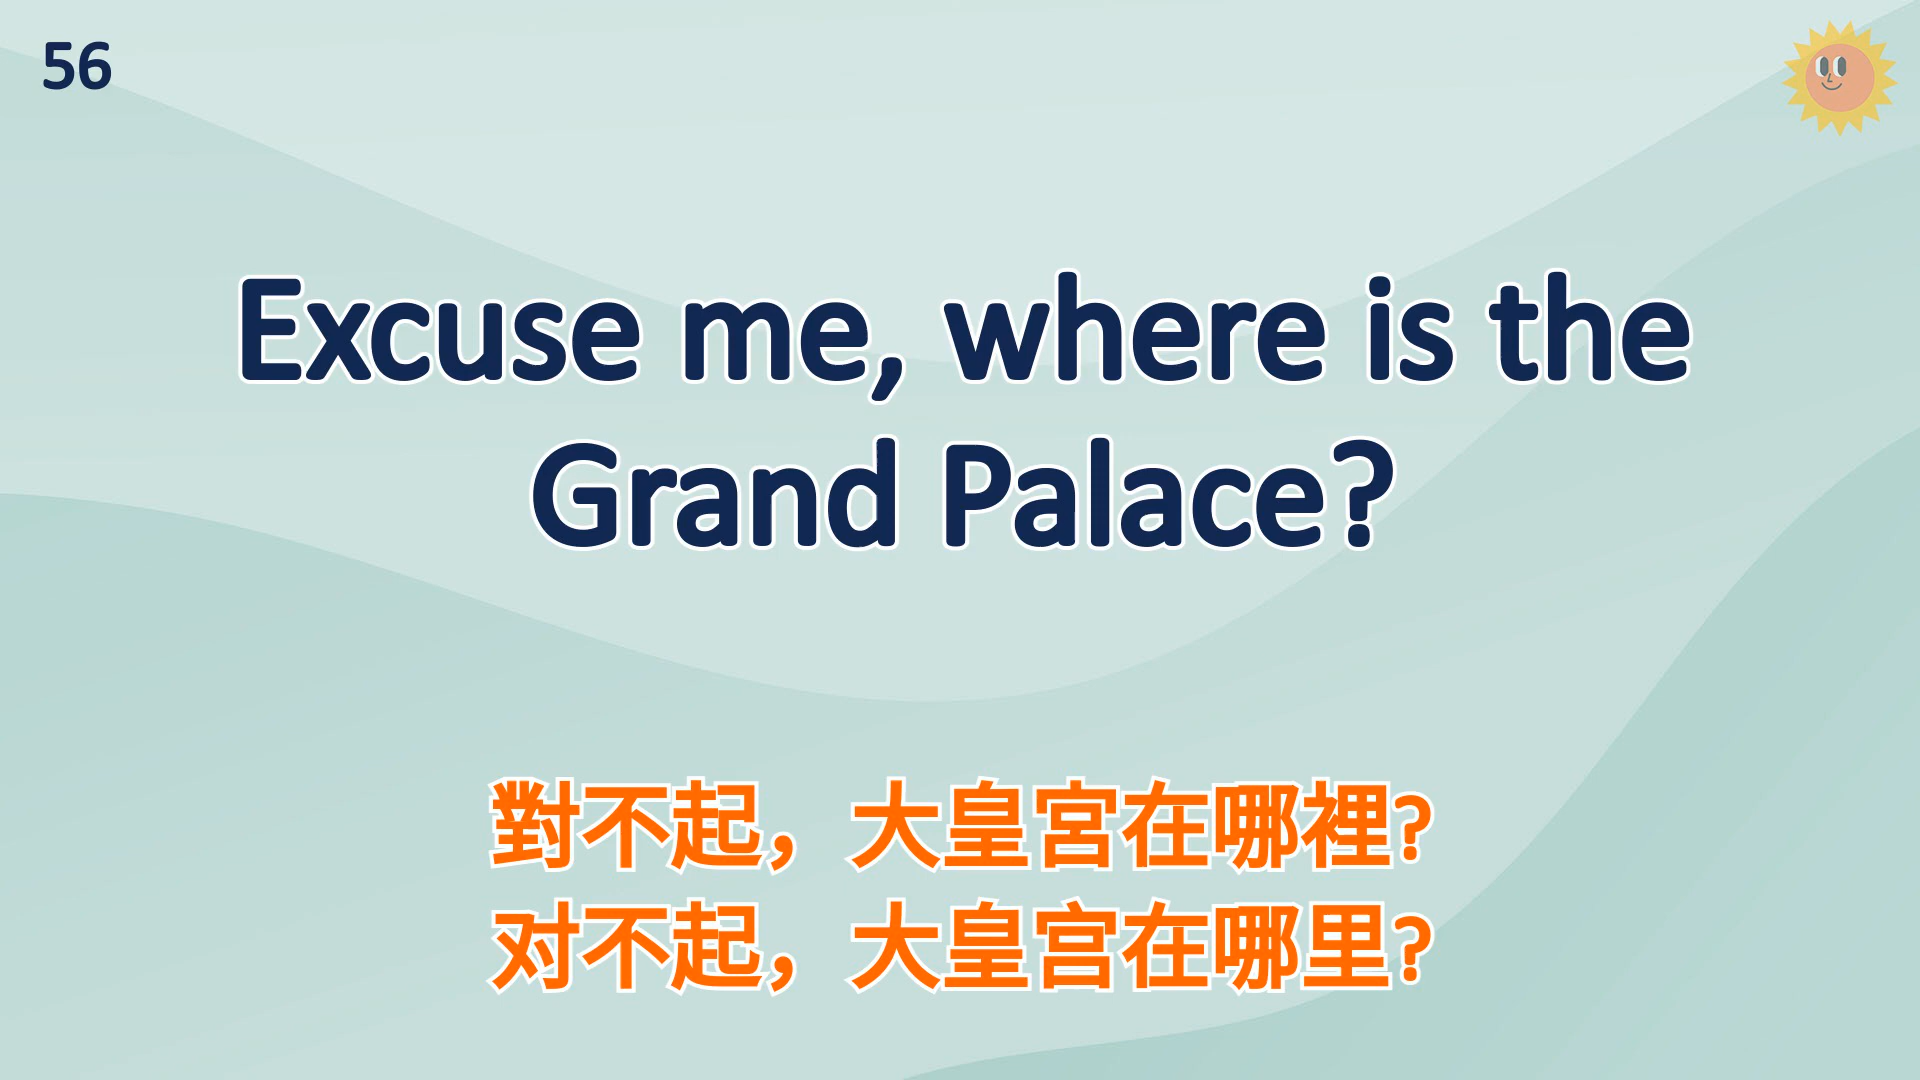 56
Excuse me, where is the
Grand Palace?
對不起，大皇宮在哪裡?
对不起，大皇宫在哪里?